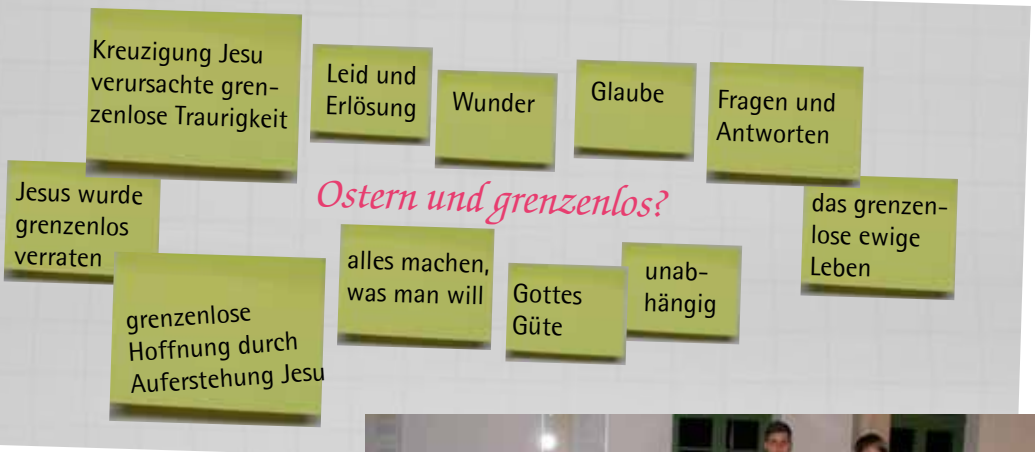 Kreuzigung Jesu
verursachte gren-
zenlose Traurigkeit
Leid und
Erlösung
Wunder
Glaube
Fragen und
Antworten
Jesus wurde
grenzenlos
verraten
Ostern und grenzenlos?
das grenzen-
lose ewige
Leben
grenzenlose
Hoffnung durch
Auferstehung Jesu
alles machen,
was man will
Gottes
Güte
unab-
hängig